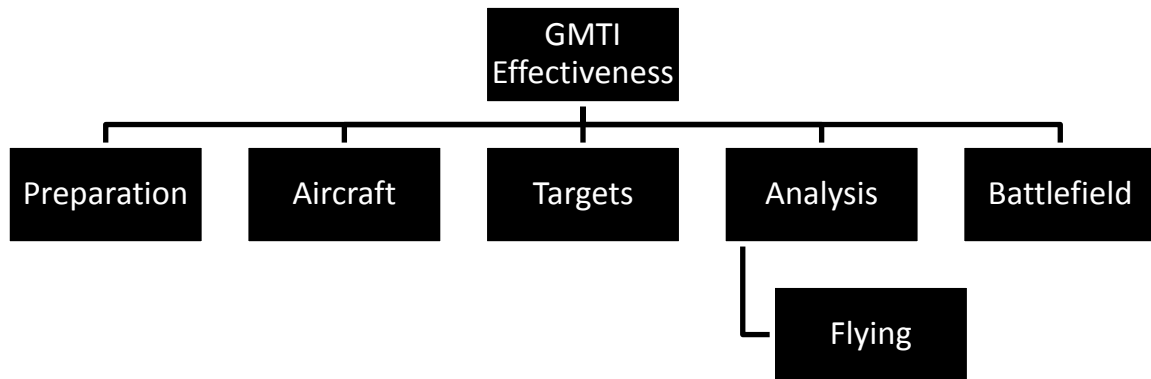 GMTI
Effectiveness
Preparation
Aircraft
Targets
Analysis
Battlefield
Flying